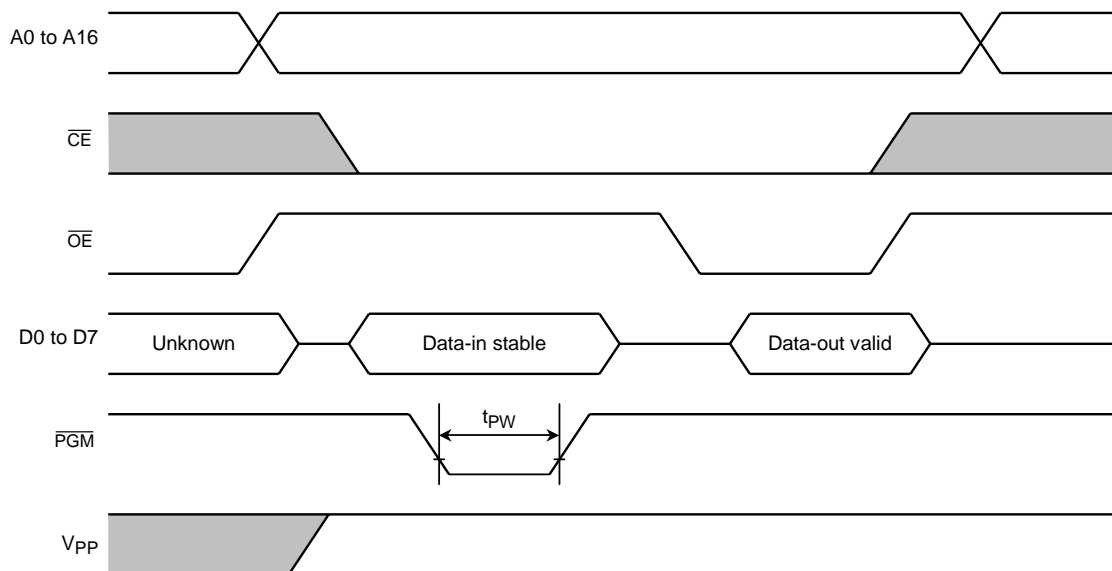 A0 to A16
CE
OE
D0 to D7
Unknown
Data-in stable
Data-out valid
PGM
tPW
VPP